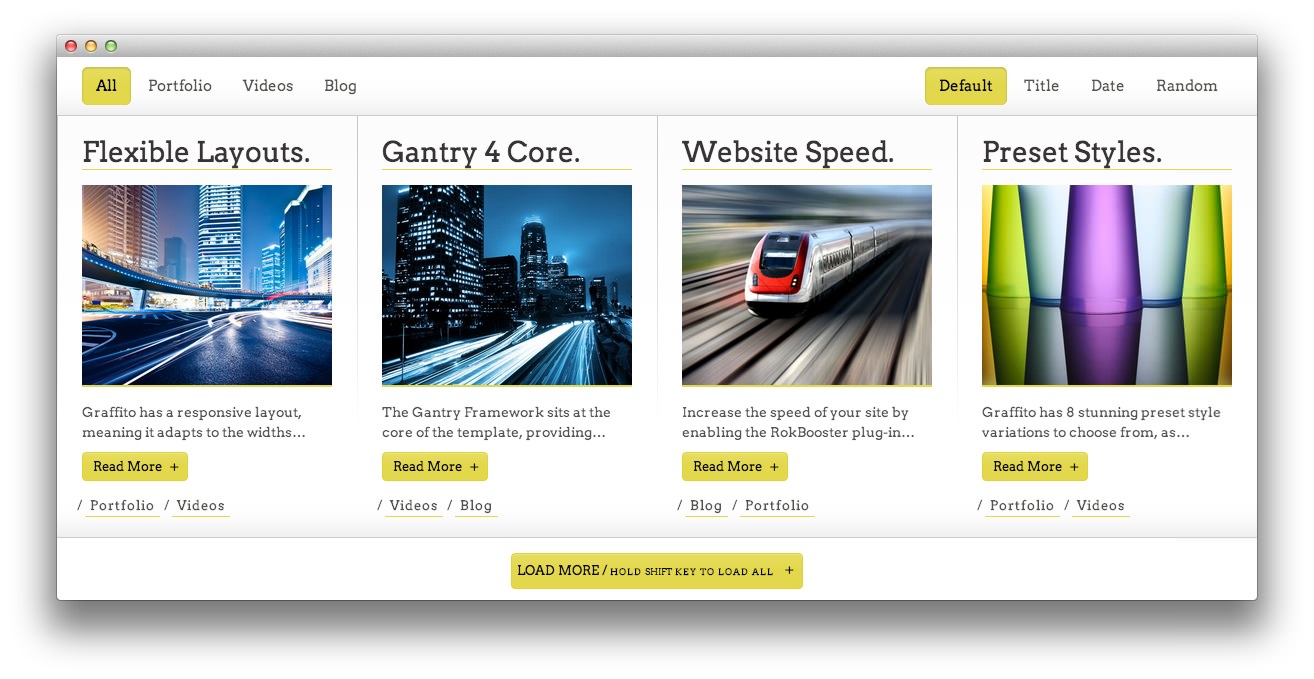 All Portfolio Videos Blog Default Title Date Random
Flexible Layouts.
Graffito has a responsive layout,
meaning it adapts to the widths...
Read More +
/ Portfolio / Videos
Gantry 4 Core.
The Gantry Framework sits at the
core of the template, providing...
Read More +
/ Videos / Blog
Website Speed.
Increase the speed of your site by
enabling the RokBooster plug-in...
Read More +
/ Blog / Portfolio
Preset Styles.
Graffito has 8 stunning preset style
variations to choose from, as...
Read More +
/ Portfolio / Videos
LOAD MORE / HOLD SHIFT KEY TO LOAD ALL +